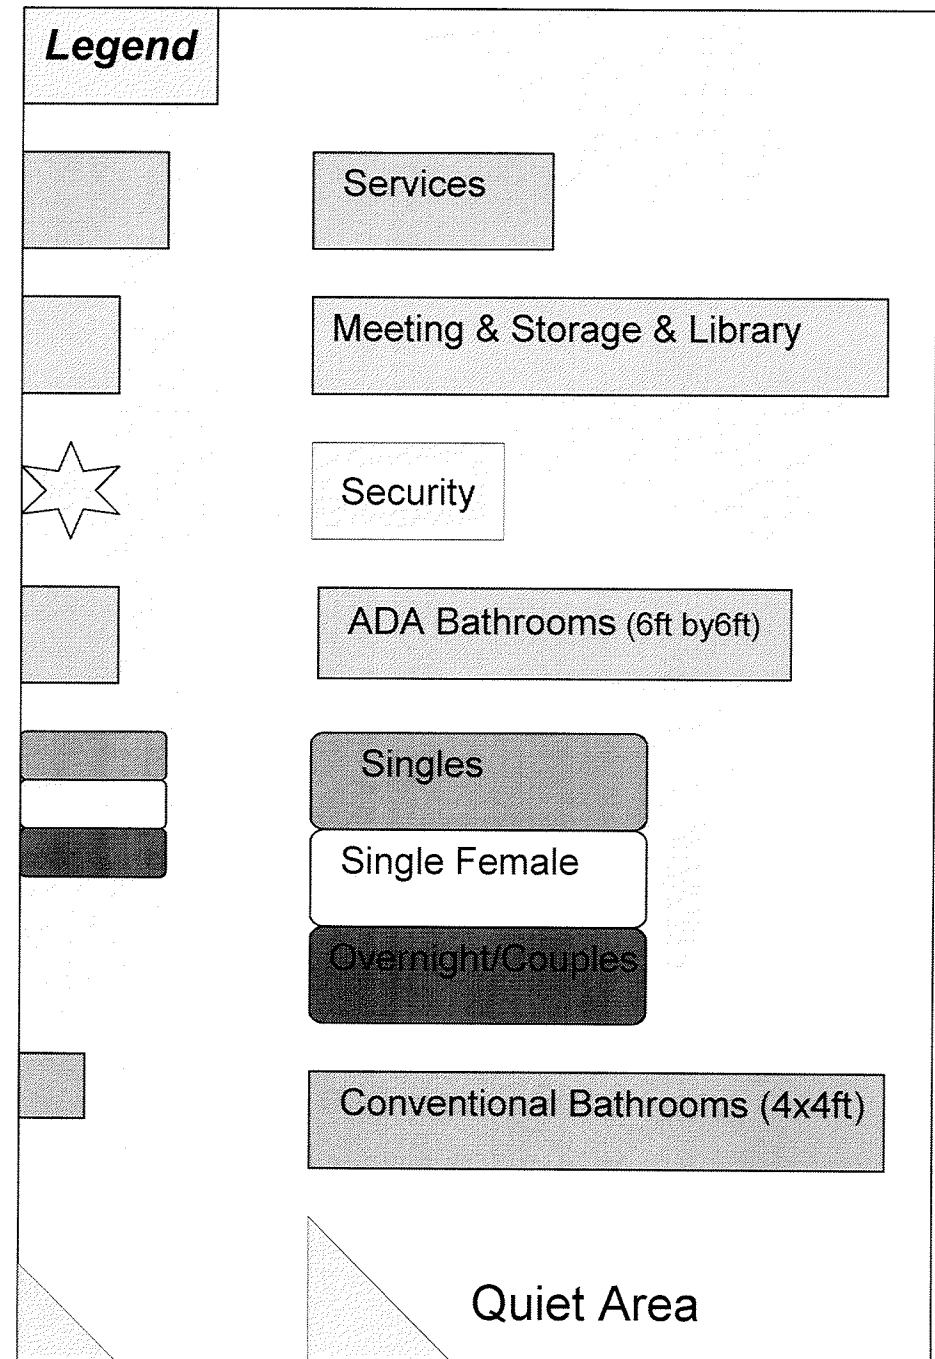 Legend
Services
Meeting & Storage & Library
Security
ADA Bathrooms (6ft by6ft)
Singles
Single Female
Overnight/Couples
Conventional Bathrooms (4x4ft)
Quiet Area